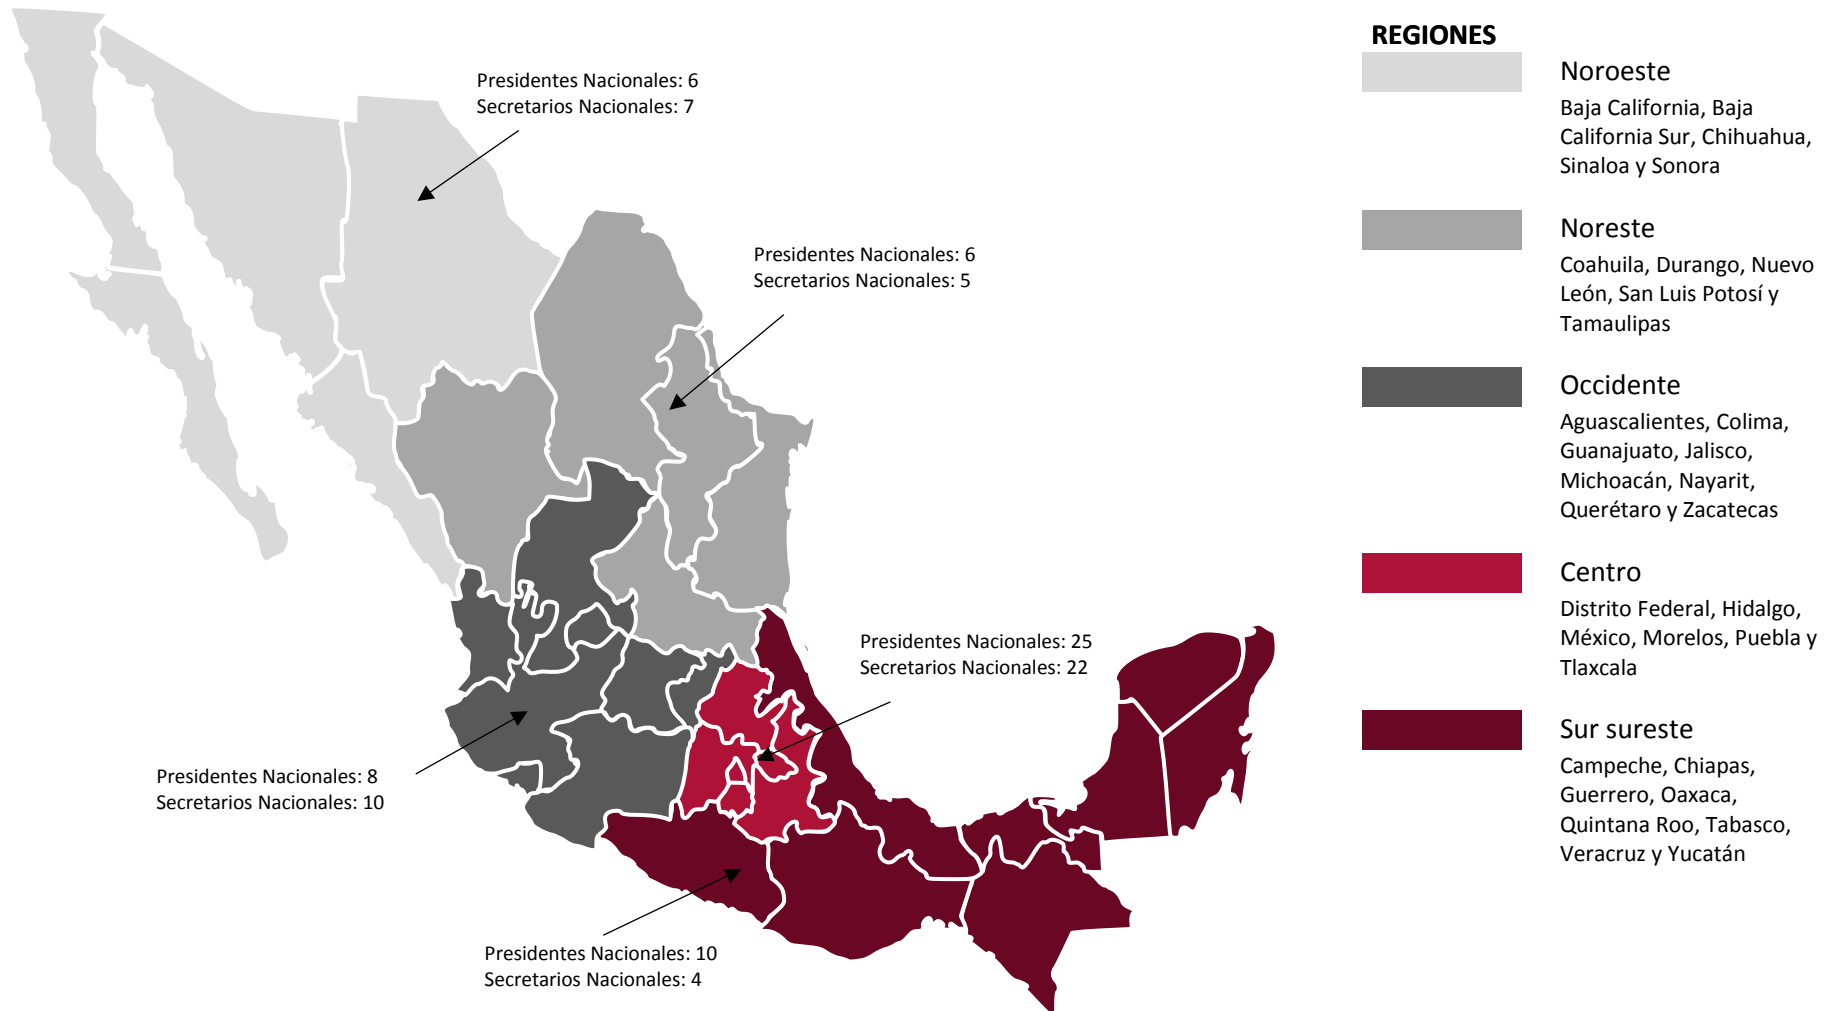 Presidentes Nacionales: 6
Secretarios Nacionales: 7
Presidentes Nacionales: 6
Secretarios Nacionales: 5
Presidentes Nacionales: 25
Secretarios Nacionales: 22
Presidentes Nacionales: 8
Secretarios Nacionales: 10
Presidentes Nacionales: 10
Secretarios Nacionales: 4
REGIONES
Noroeste
Baja California, Baja
California Sur, Chihuahua,
Sinaloa y Sonora
Noreste
Coahuila, Durango, Nuevo
León, San Luis Potosí y
Tamaulipas
Occidente
Aguascalientes, Colima,
Guanajuato, Jalisco,
Michoacán, Nayarit,
Querétaro y Zacatecas
Centro
Distrito Federal, Hidalgo,
México, Morelos, Puebla y
Tlaxcala
Sur sureste
Campeche, Chiapas,
Guerrero, Oaxaca,
Quintana Roo, Tabasco,
Veracruz y Yucatán